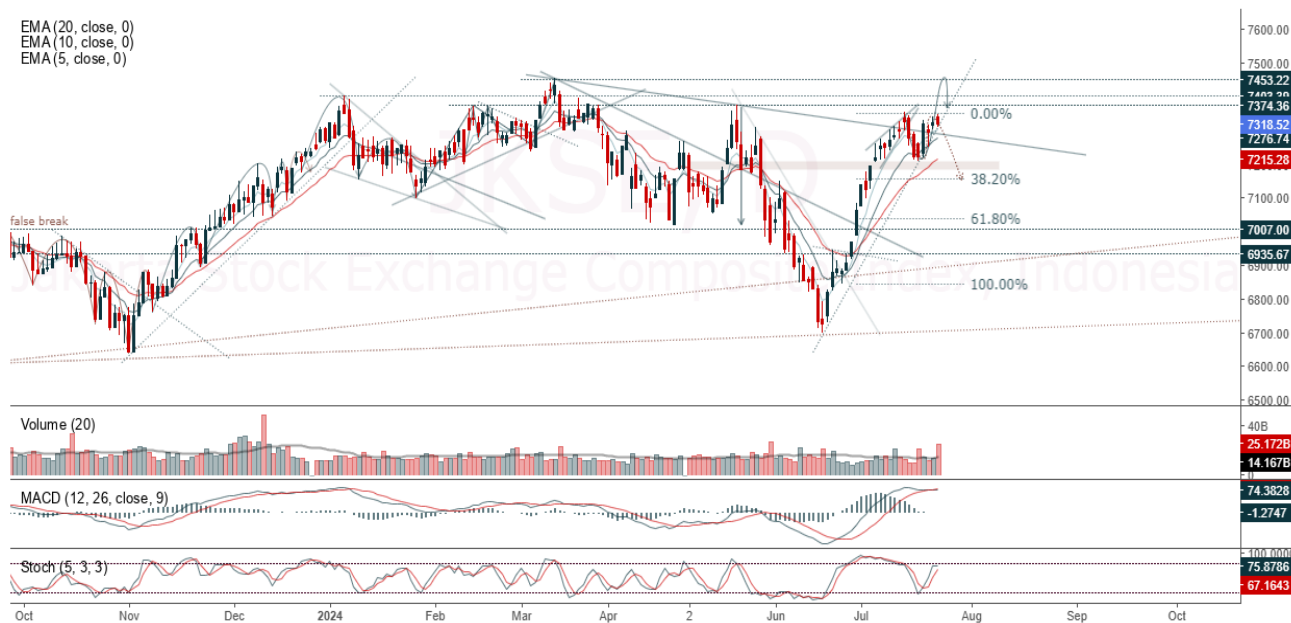 EMA (20, close, 0)
EMA (10, close, 0)
EMA (5, close, 0)
7600.00
7500.00
7453.22
7374.36
0.00%
7318.52
7276.74
7215.28
38.20%
7100.00
61.80%
false break
7007.00
6935.67
6900.00
100.00%
6800.00
6700.00
6600.00
6500.00
JKSE, D
Jakarta Stock Exchange Composite Index, Indonesia
Volume (20)
40B
25.172B
14.167B
0
MACD (12, 26, close, 9)
74.3828
-1.2747
Stoch (5, 3, 3)
75.8786
67.1643
Oct Nov Dec 2024 Feb Mar Apr 2 Jun Jul Aug Sep Oct